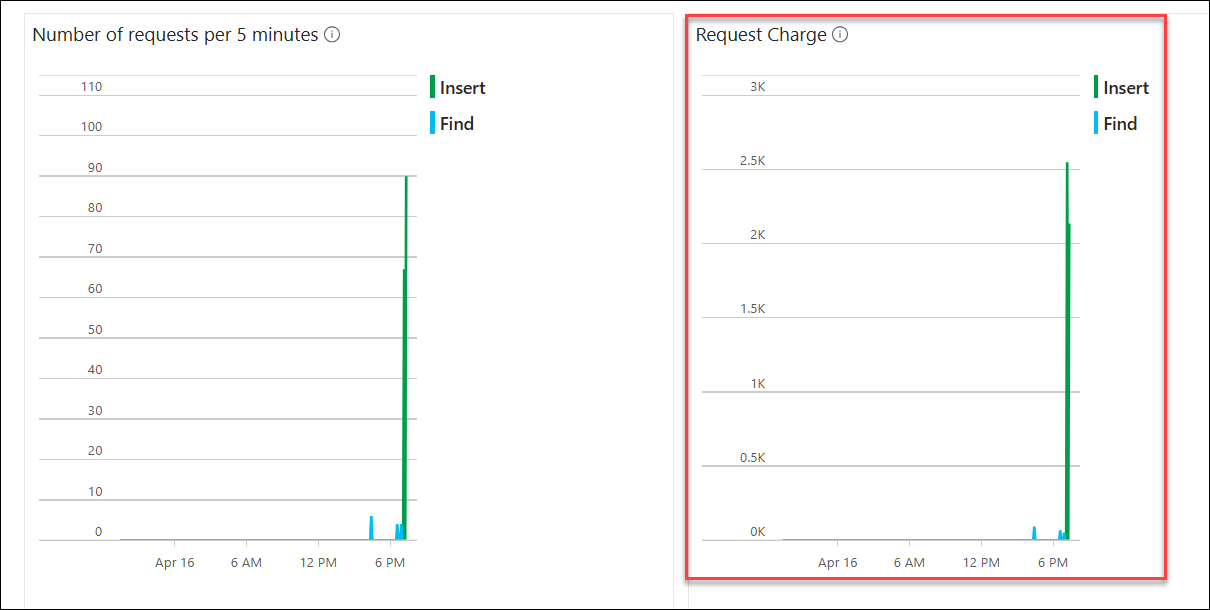 Number of requests per 5 minutes
110
100
90
80
70
60
50
40
30
20
10
0
Apr 16 6 AM 12 PM 6 PM
Insert
Find
Request Charge
3K
2.5K
2K
1.5K
1K
0.5K
0K
Apr 16 6 AM 12 PM 6 PM
Insert
Find